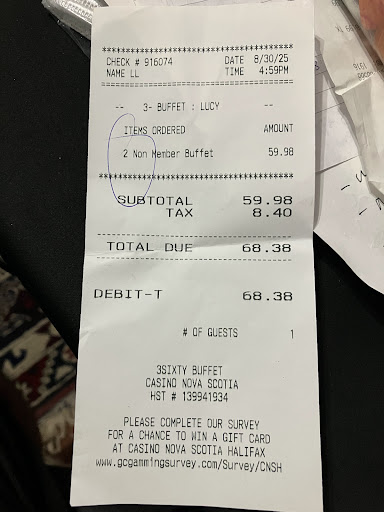 ****************************************
CHECK # 916074 DATE 8/30/25
NAME LL TIME 4:59PM
========================================
-- 3- BUFFET : LUCY --
ITEMS ORDERED AMOUNT
2 Non Member Buffet 59.98
****************************************
SUBTOTAL 59.98
TAX 8.40
----------------------------------------
TOTAL DUE 68.38
----------------------------------------
DEBIT-T 68.38
# OF GUESTS 1
3SIXTY BUFFET
CASINO NOVA SCOTIA
HST # 139941934
PLEASE COMPLETE OUR SURVEY
FOR A CHANCE TO WIN A GIFT CARD
AT CASINO NOVA SCOTIA HALIFAX
www.gcgammingsurvey.com/Survey/CNSH